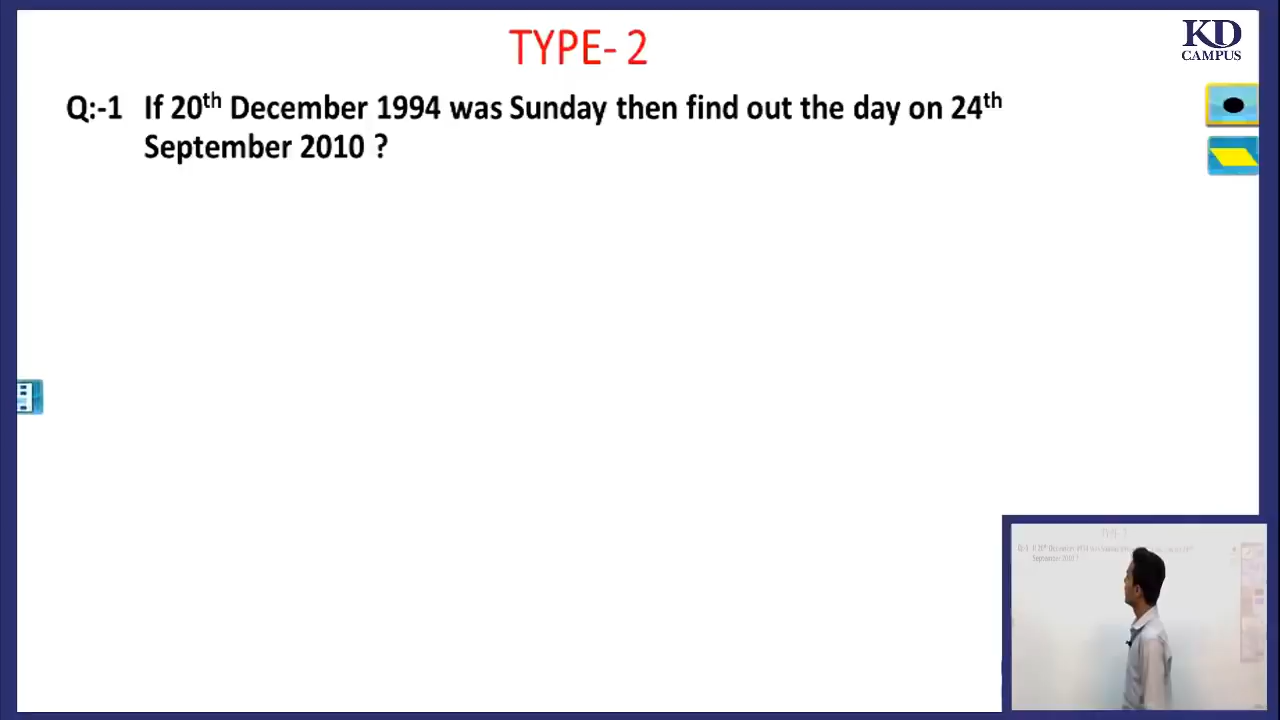 KD
CAMPUS
TYPE- 2
Q:-1 If 20th December 1994 was Sunday then find out the day on 24th
September 2010 ?